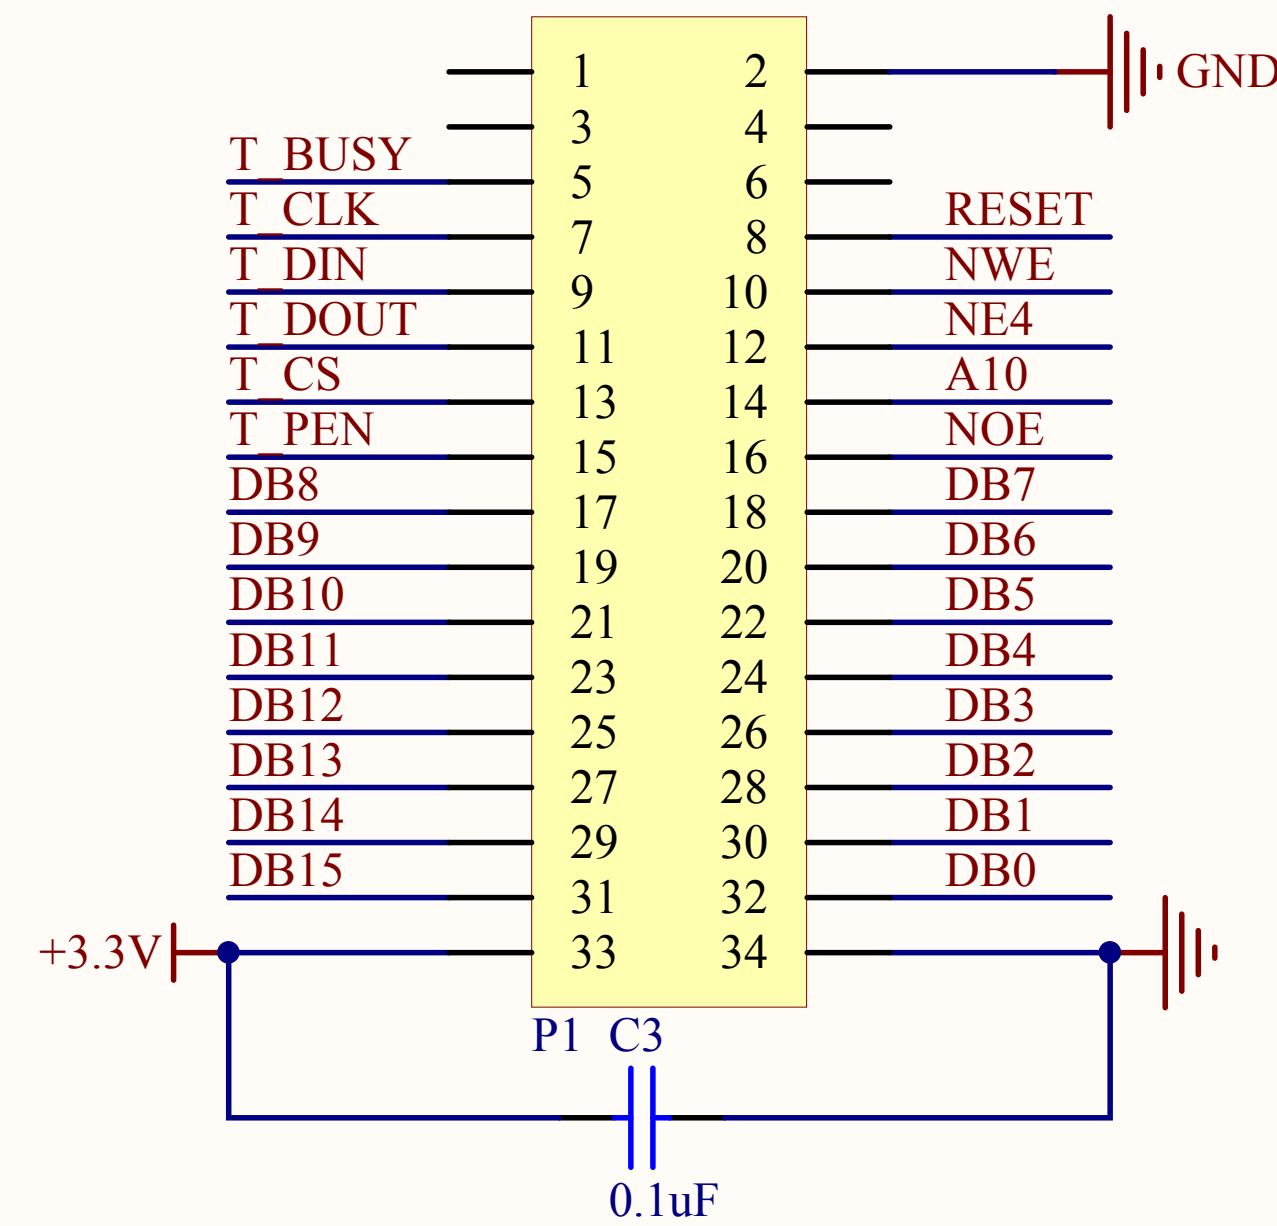 1 2 GND
3 4
T_BUSY 5 6
T_CLK 7 8 RESET
T_DIN 9 10 NWE
T_DOUT 11 12 NE4
T_CS 13 14 A10
T_PEN 15 16 NOE
DB8 17 18 DB7
DB9 19 20 DB6
DB10 21 22 DB5
DB11 23 24 DB4
DB12 25 26 DB3
DB13 27 28 DB2
DB14 29 30 DB1
DB15 31 32 DB0
+3.3V 33 34
P1 C3
0.1uF